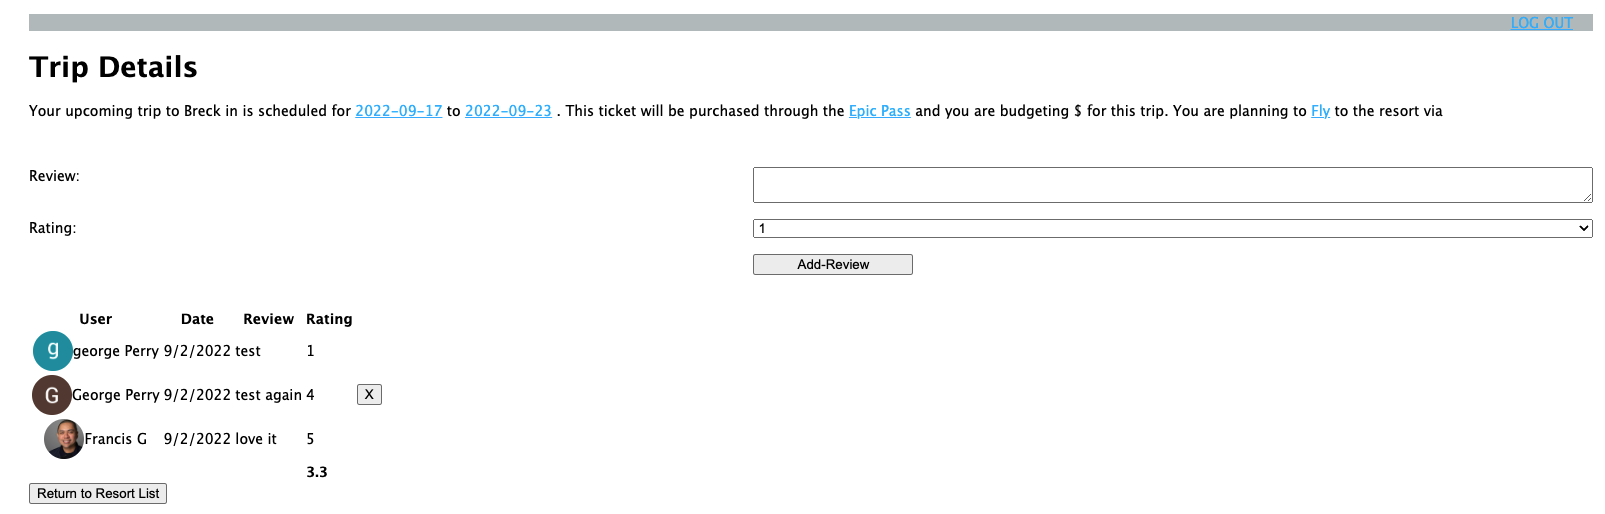 LOG OUT
Trip Details
Your upcoming trip to Breck in is scheduled for 2022-09-17 to 2022-09-23 . This ticket will be purchased through the Epic Pass and you are budgeting $ for this trip. You are planning to Fly to the resort via
Review:
Rating: 1
Add-Review
User Date Review Rating
g george Perry 9/2/2022 test 1
G George Perry 9/2/2022 test again 4 X
Francis G 9/2/2022 love it 5
3.3
Return to Resort List